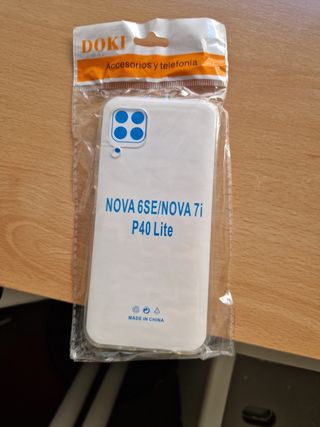 DOKI
Accesorios y telefonía
NOVA 6SE/NOVA 7i
P40 Lite
MADE IN CHINA